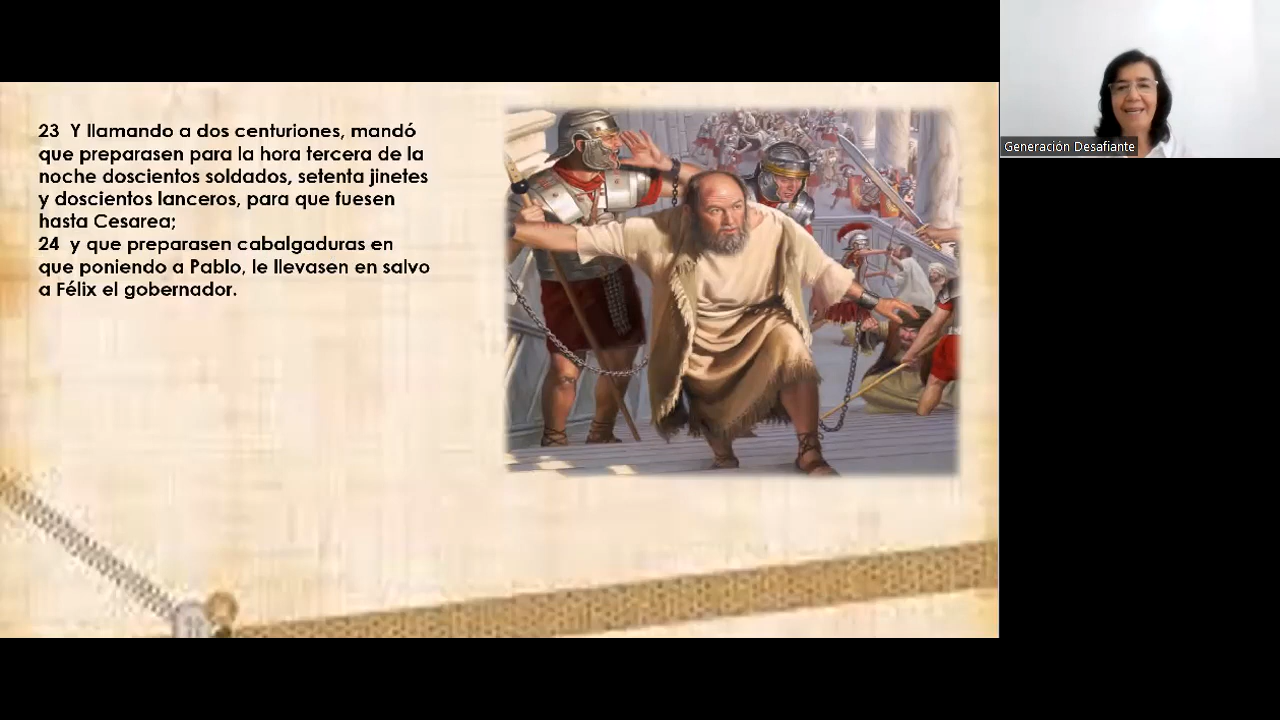 23 Y llamando a dos centuriones, mandó
que preparasen para la hora tercera de la
noche doscientos soldados, setenta jinetes
y doscientos lanceros, para que fuesen
hasta Cesarea;
24 y que preparasen cabalgaduras en
que poniendo a Pablo, le llevasen en salvo
a Félix el gobernador.
Generación Desafiante